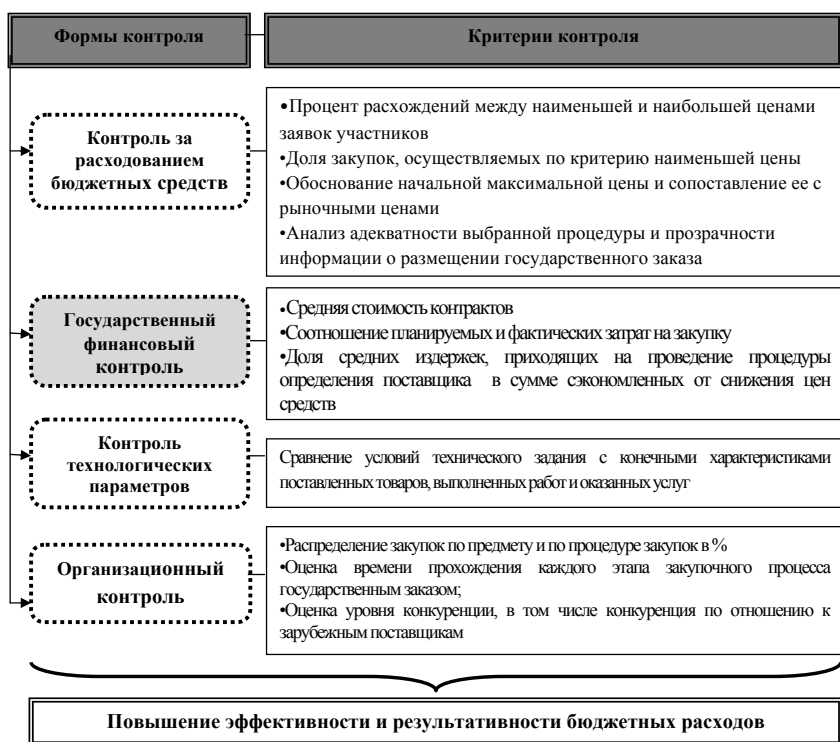 Формы контроля
Критерии контроля
Контроль за
расходованием
бюджетных средств
•Процент расхождений между наименьшей и наибольшей ценами
заявок участников
•Доля закупок, осуществляемых по критерию наименьшей цены
•Обоснование начальной максимальной цены и сопоставление ее с
рыночными ценами
•Анализ адекватности выбранной процедуры и прозрачности
информации о размещении государственного заказа
Государственный
финансовый
контроль
•Средняя стоимость контрактов
•Соотношение планируемых и фактических затрат на закупку
•Доля средних издержек, приходящих на проведение процедуры
определения поставщика в сумме сэкономленных от снижения цен
средств
Контроль
технологических
параметров
Сравнение условий технического задания с конечными характеристиками
поставленных товаров, выполненных работ и оказанных услуг
Организационный
контроль
•Распределение закупок по предмету и по процедуре закупок в %
•Оценка времени прохождения каждого этапа закупочного процесса
государственным заказом;
•Оценка уровня конкуренции, в том числе конкуренция по отношению к
зарубежным поставщикам
Повышение эффективности и результативности бюджетных расходов